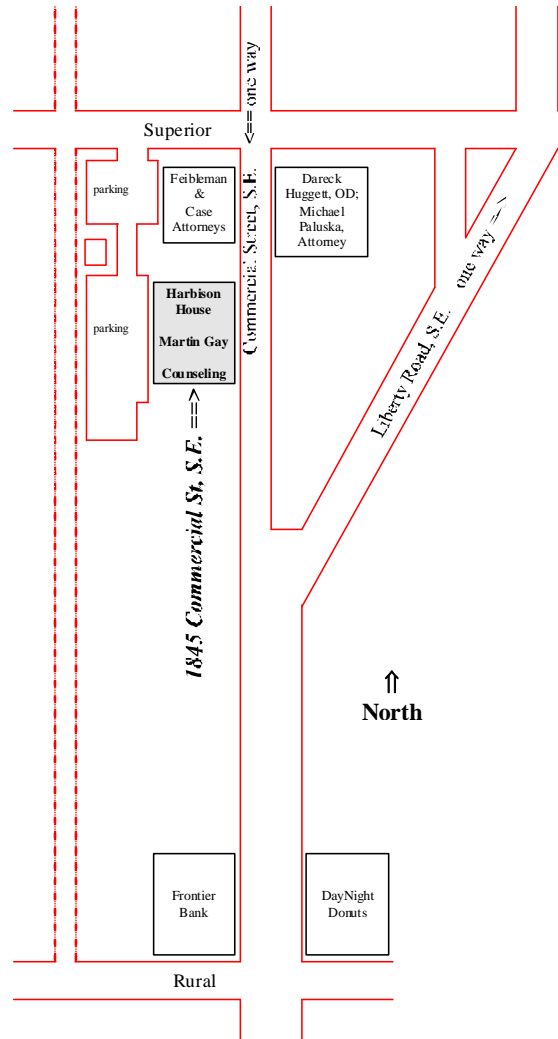 <== one way
Superior
parking
Feibleman
&
Case
Attorneys
Dareck
Huggett, OD;
Michael
Paluska,
Attorney
Commercial Street, S.E.
Liberty Road, S.E. one way ==>
parking
Harbison
House
Martin Gay
Counseling
1845 Commercial St, S.E. ==>
⇑
North
Frontier
Bank
DayNight
Donuts
Rural